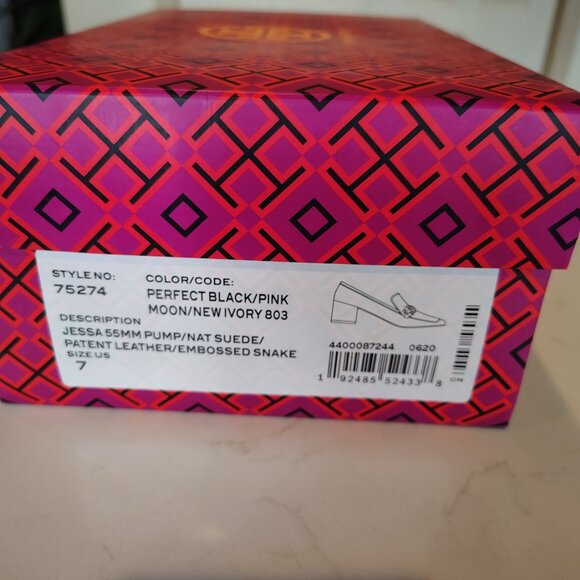 STYLE NO:
75274
COLOR/CODE:
PERFECT BLACK/PINK
MOON/NEW IVORY 803
DESCRIPTION
JESSA 55MM PUMP/NAT SUEDE/
PATENT LEATHER/EMBOSSED SNAKE
SIZE:US
7
4400087244 0620
1 92485 52433 8
CN.